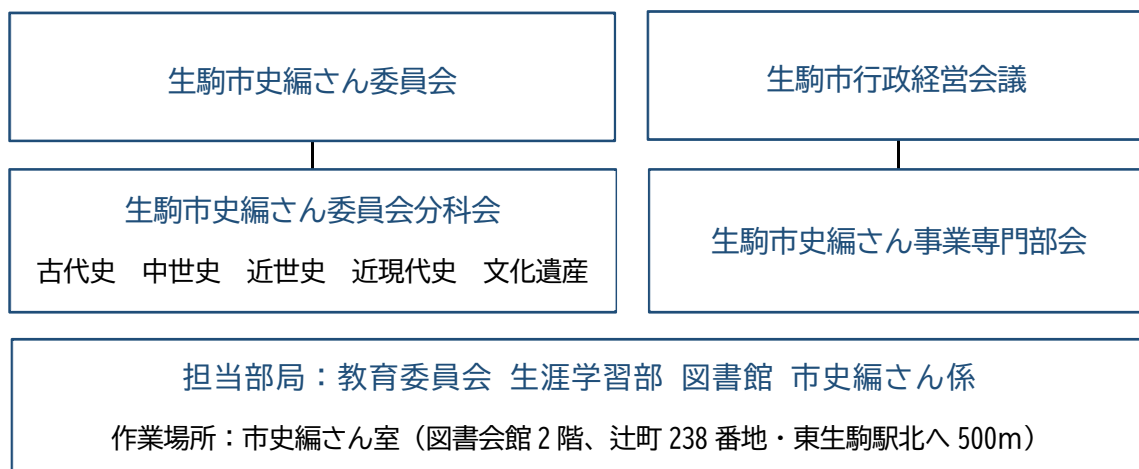 生駒市史編さん委員会
生駒市行政経営会議
生駒市史編さん委員会分科会
古代史　中世史　近世史　近現代史　文化遺産
生駒市史編さん事業専門部会
担当部局：教育委員会 生涯学習部 図書館 市史編さん係
作業場所：市史編さん室（図書会館２階、辻町 238 番地・東生駒駅北へ 500m）